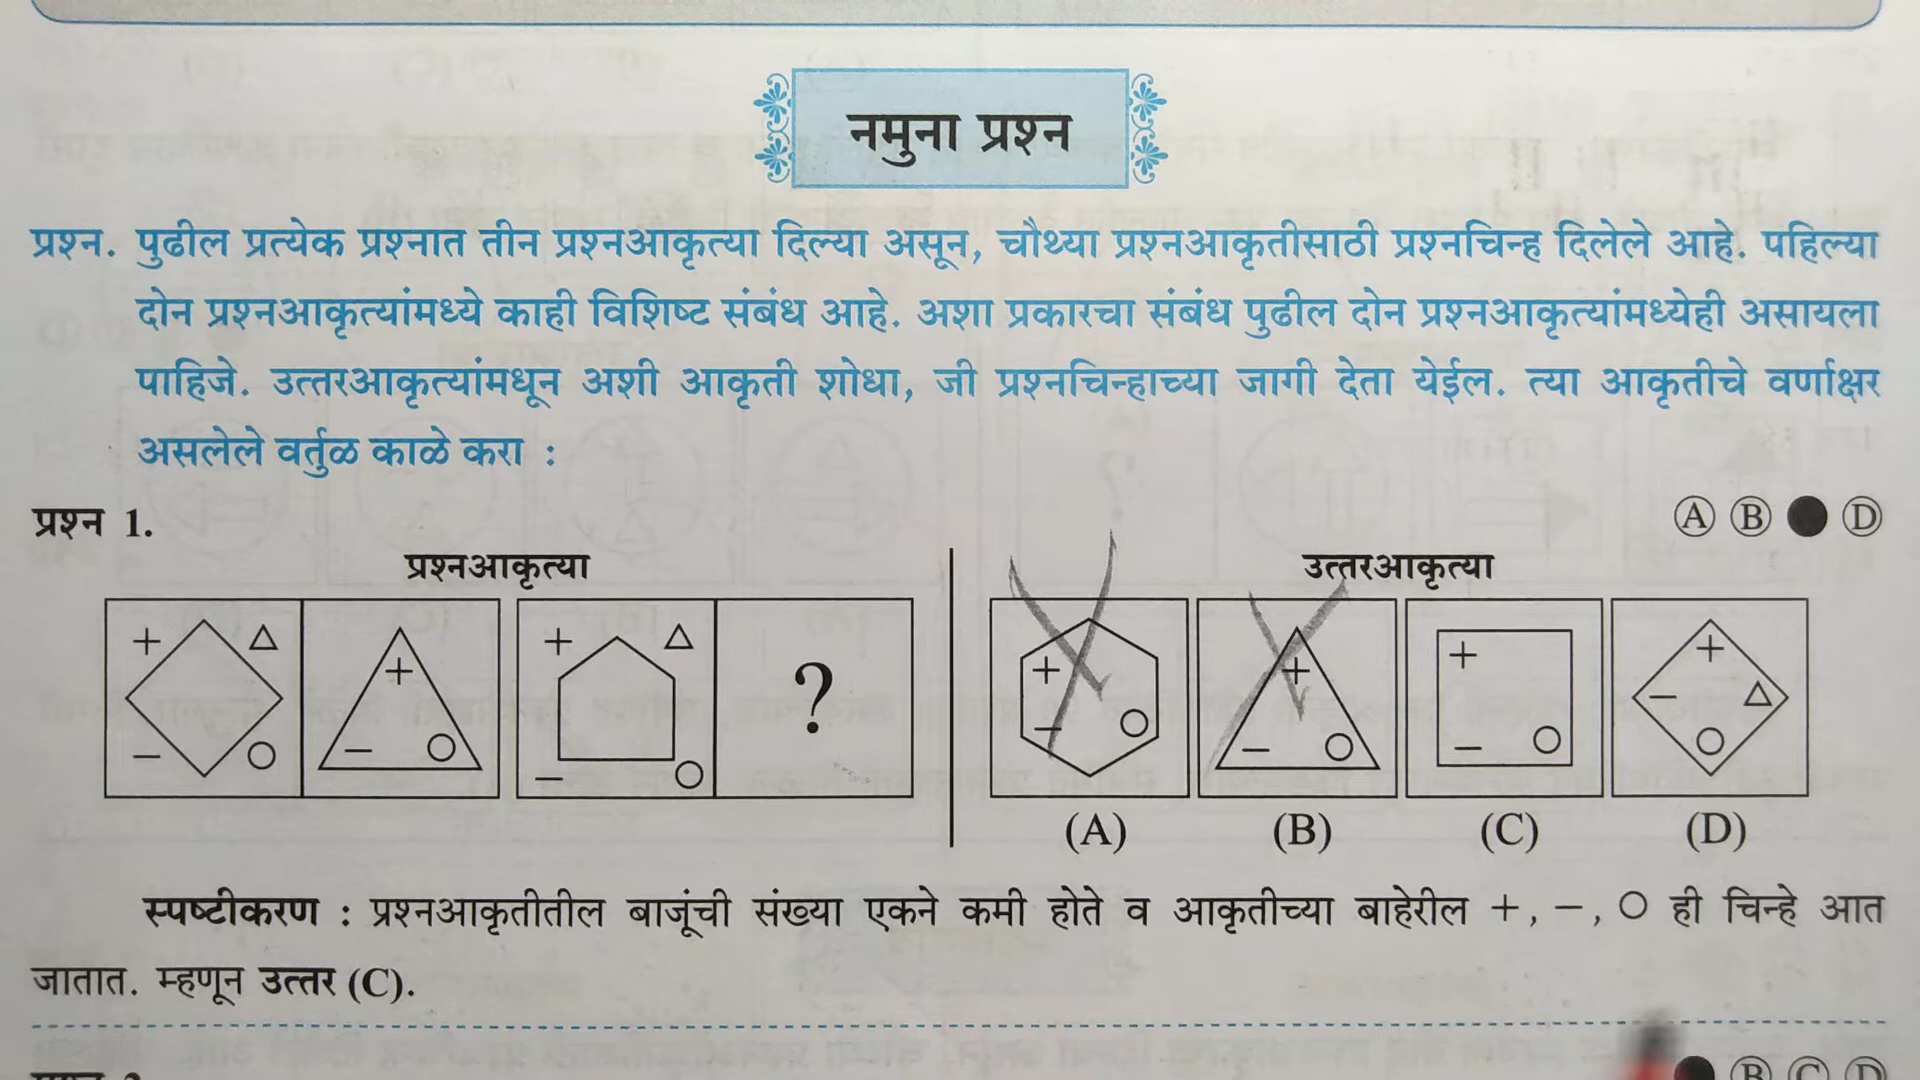 नमुना प्रश्न
प्रश्न. पुढील प्रत्येक प्रश्नात तीन प्रश्नआकृत्या दिल्या असून, चौथ्या प्रश्नआकृतीसाठी प्रश्नचिन्ह दिलेले आहे. पहिल्या
दोन प्रश्नआकृत्यांमध्ये काही विशिष्ट संबंध आहे. अशा प्रकारचा संबंध पुढील दोन प्रश्नआकृत्यांमध्येही असायला
पाहिजे. उत्तरआकृत्यांमधून अशी आकृती शोधा, जी प्रश्नचिन्हाच्या जागी देता येईल. त्या आकृतीचे वर्णाक्षर
असलेले वर्तुळ काळे करा :
प्रश्न 1. Ⓐ Ⓑ ● Ⓓ
प्रश्नआकृत्या उत्तरआकृत्या
?
(A) (B) (C) (D)
स्पष्टीकरण : प्रश्नआकृतीतील बाजूंची संख्या एकने कमी होते व आकृतीच्या बाहेरील +, −, ○ ही चिन्हे आत
जातात. म्हणून उत्तर (C).
● Ⓑ Ⓒ Ⓓ